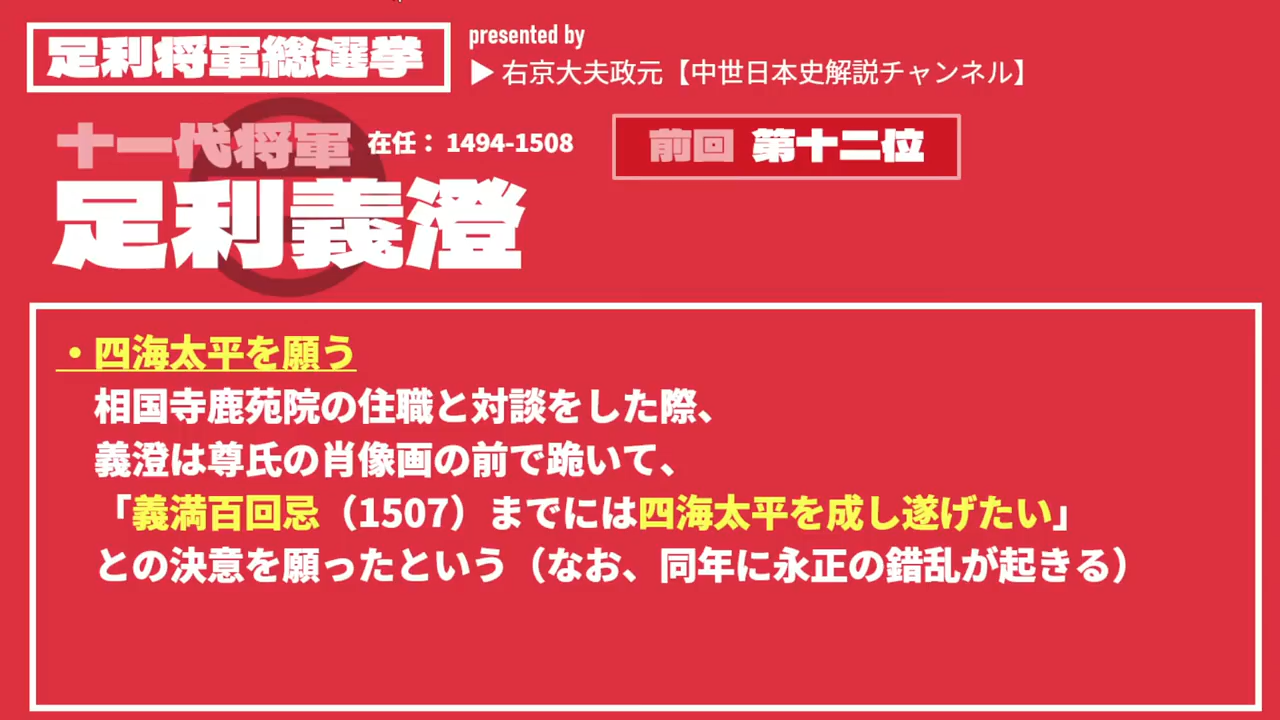 足利将軍総選挙
presented by
▶ 右京大夫政元【中世日本史解説チャンネル】
十一代将軍 在任： 1494-1508
前回 第十二位
足利義澄
・四海太平を願う
相国寺鹿苑院の住職と対談をした際、
義澄は尊氏の肖像画の前で跪いて、
「義満百回忌（1507）までには四海太平を成し遂げたい」
との決意を願ったという（なお、同年に永正の錯乱が起きる）